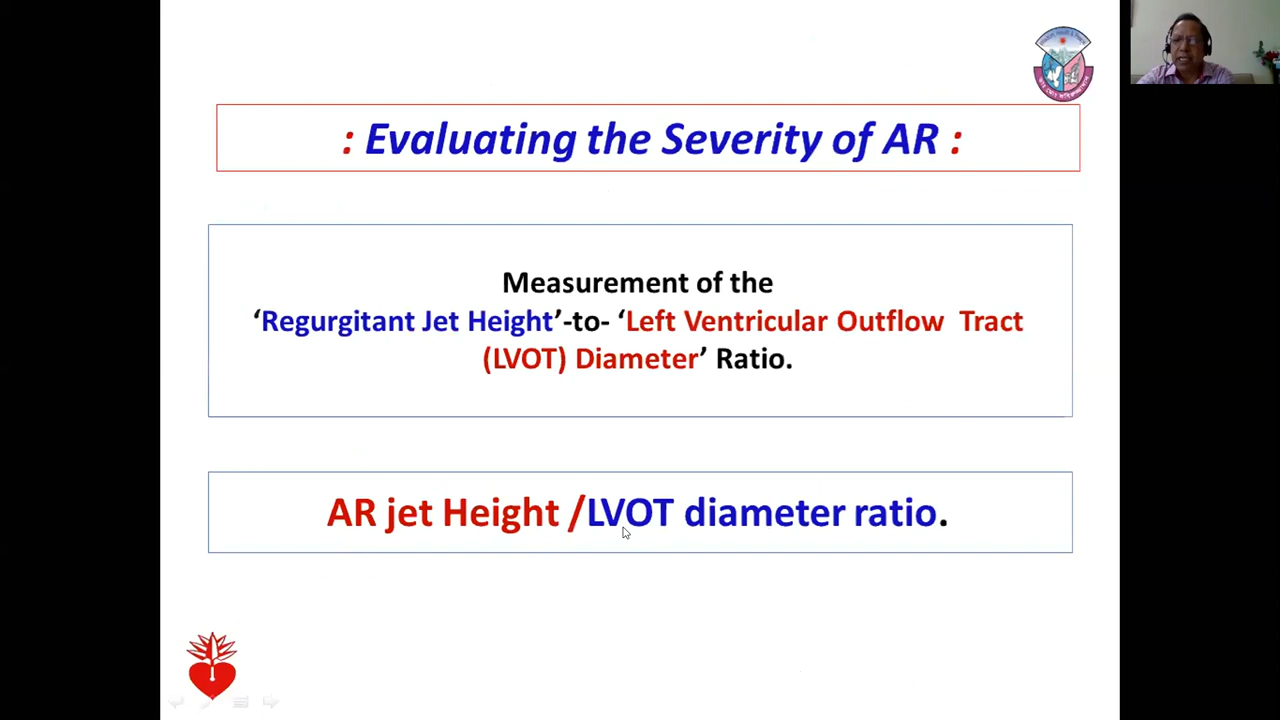 : Evaluating the Severity of AR :
Measurement of the
‘Regurgitant Jet Height’-to- ‘Left Ventricular Outflow Tract
(LVOT) Diameter’ Ratio.
AR jet Height /LVOT diameter ratio.